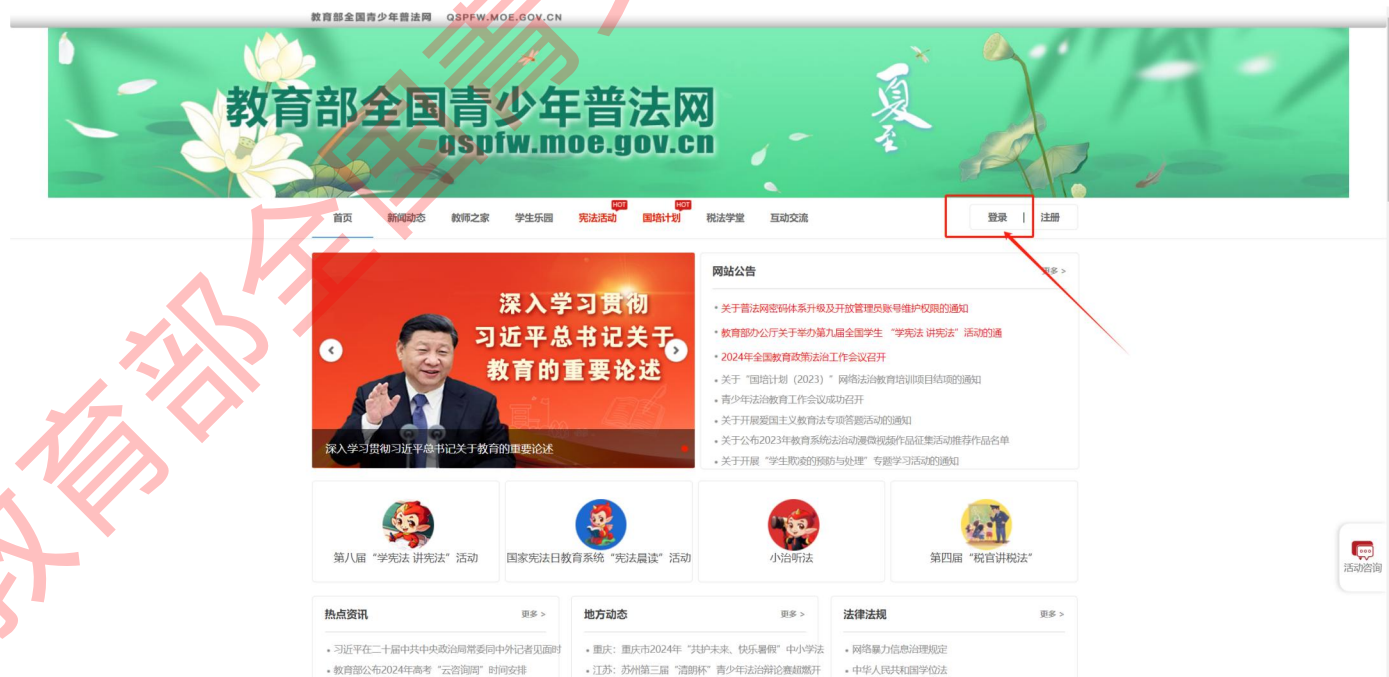 教育部全国青少年普法网 QSPFW.MOE.GOV.CN
教育部全国青少年普法网
qspfw.moe.gov.cn
夏至
首页 新闻动态 教师之家 学生乐园 宪法活动 HOT 国培计划 HOT 税法学堂 互动交流 登录 | 注册
深入学习贯彻
习近平总书记关于
教育的重要论述
深入学习贯彻习近平总书记关于教育的重要论述
网站公告 更多 >
关于普法网密码体系升级及开放管理员账号维护权限的通知
教育部办公厅关于举办第九届全国学生 “学宪法 讲宪法” 活动的通
2024年全国教育政策法治工作会议召开
关于 “国培计划（2023）” 网络法治教育培训项目结项的通知
青少年法治教育工作会议成功召开
关于开展爱国主义教育法专项答题活动的通知
关于公布2023年教育系统法治动漫微视频作品征集活动推荐作品名单
关于开展 “学生欺凌的预防与处理” 专题学习活动的通知
第八届 “学宪法 讲宪法” 活动
国家宪法日教育系统 “宪法晨读” 活动
小治听法
第四届 “税官讲税法”
活动咨询
热点资讯 更多 >
习近平在二十届中共中央政治局常委同中外记者见面时
教育部公布2024年高考 “云咨询周” 时间安排
地方动态 更多 >
重庆：重庆市2024年 “共护未来、快乐暑假” 中小学法
江苏：苏州第三届 “清朗杯” 青少年法治辩论赛超燃开
法律法规 更多 >
网络暴力信息治理规定
中华人民共和国学位法
教育部全国青